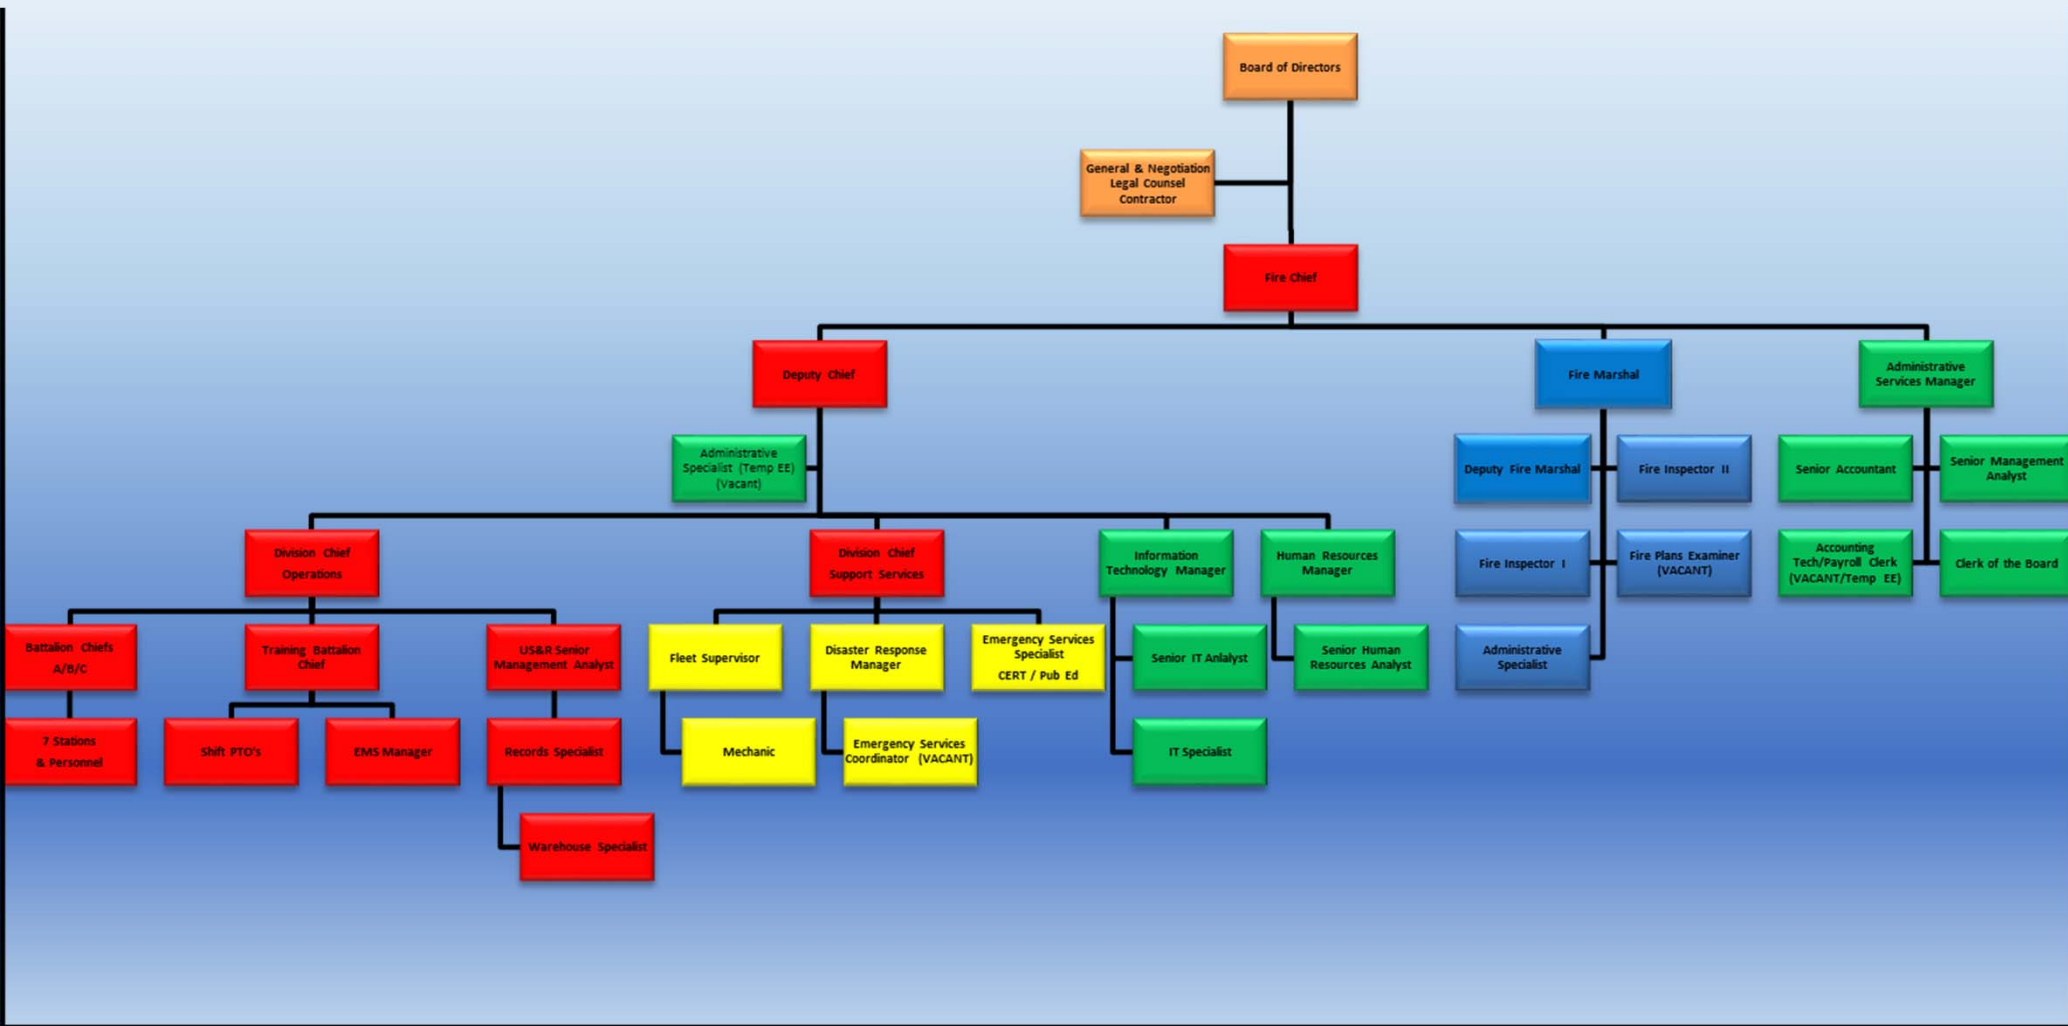 Board of Directors
General & Negotiation
Legal Counsel
Contractor
Fire Chief
Deputy Chief
Fire Marshal
Administrative
Services Manager
Administrative
Specialist (Temp EE)
(Vacant)
Deputy Fire Marshal
Fire Inspector II
Senior Accountant
Senior Management
Analyst
Division Chief
Operations
Division Chief
Support Services
Information
Technology Manager
Human Resources
Manager
Fire Inspector I
Fire Plans Examiner
(VACANT)
Accounting
Tech/Payroll Clerk
(VACANT/Temp EE)
Clerk of the Board
Battalion Chiefs
A/B/C
Training Battalion
Chief
US&R Senior
Management Analyst
Fleet Supervisor
Disaster Response
Manager
Emergency Services
Specialist
CERT / Pub Ed
Senior IT Anlalyst
Senior Human
Resources Analyst
Administrative
Specialist
7 Stations
& Personnel
Shift PTO's
EMS Manager
Records Specialist
Mechanic
Emergency Services
Coordinator (VACANT)
IT Specialist
Warehouse Specialist